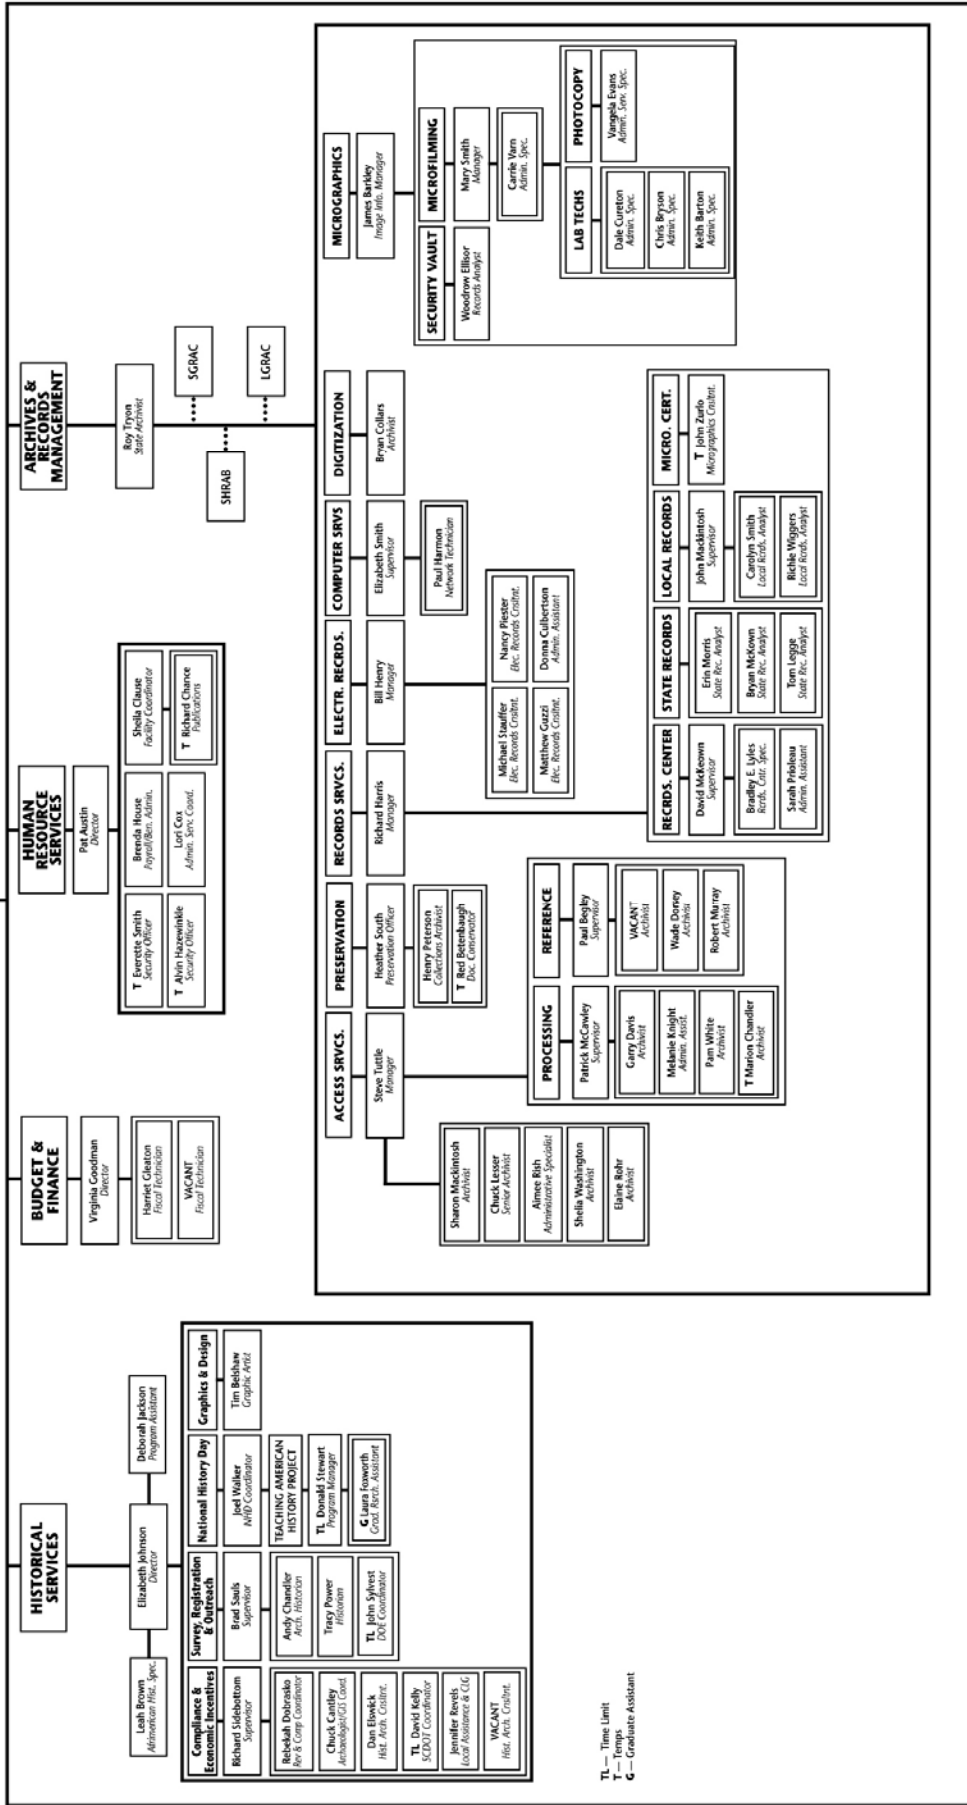 HISTORICAL
SERVICES
Leah Brown
Afrimerican Hist. Spec.
Elizabeth Johnson
Director
Deborah Jackson
Program Assistant
Compliance &
Economic Incentives
Richard Sidebottom
Supervisor
Rebekah Dobrasko
Rev & Comp Coordinator
Chuck Cantley
Archaeologist/GIS Coord.
Dan Elswick
Hist. Arch. Cnsltnt.
TL David Kelly
SCDOT Coordinator
Jennifer Revels
Local Assistance & CLG
VACANT
Hist. Arch. Cnsltnt.
Survey, Registration
& Outreach
Brad Sauls
Supervisor
Andy Chandler
Arch. Historian
Tracy Power
Historian
TL John Sylvest
DOE Coordinator
National History Day
Joel Walker
NHD Coordinator
TEACHING AMERICAN
HISTORY PROJECT
TL Donald Stewart
Program Manager
G Laura Foxworth
Grad. Rsrch. Assistant
Graphics & Design
Tim Belshaw
Graphic Artist
BUDGET &
FINANCE
Virginia Goodman
Director
Harriet Gleaton
Fiscal Technician
VACANT
Fiscal Technician
HUMAN
RESOURCE
SERVICES
Pat Austin
Director
T Everette Smith
Security Officer
T Alvin Hazewinkle
Security Officer
Brenda House
Payroll/Ben. Admin.
Lori Cox
Admin. Serv. Coord.
Sheila Clause
Facility Coordinator
T Richard Chance
Publications
ARCHIVES &
RECORDS
MANAGEMENT
Roy Tryon
State Archivist
SHRAB
SGRAC
LGRAC
ACCESS SRVCS.
Steve Tuttle
Manager
Sharon Mackintosh
Archivist
Chuck Lesser
Senior Archivist
Aimee Rish
Administrative Specialist
Shelia Washington
Archivist
Elaine Rohr
Archivist
PROCESSING
Patrick McCawley
Supervisor
Garry Davis
Archivist
Melanie Knight
Admin. Assist.
Pam White
Archivist
T Marion Chandler
Archivist
REFERENCE
Paul Begley
Supervisor
VACANT
Archivist
Wade Dorsey
Archivist
Robert Murray
Archivist
PRESERVATION
Heather South
Preservation Officer
Henry Peterson
Collections Archivist
T Red Betenbaugh
Doc. Conservator
RECORDS SRVCS.
Richard Harris
Manager
RECRDS. CENTER
David McKeown
Supervisor
Bradley E. Lyles
Rcrds. Cntr. Spec.
Sarah Prioleau
Admin. Assistant
STATE RECORDS
Erin Morris
State Rec. Analyst
Bryan McKown
State Rec. Analyst
Tom Legge
State Rec. Analyst
LOCAL RECORDS
John Mackintosh
Supervisor
Carolyn Smith
Local Rcrds. Analyst
Richie Wiggers
Local Rcrds. Analyst
MICRO. CERT.
T John Zurlo
Micrographics Cnsltnt.
ELECTR. RECRDS.
Bill Henry
Manager
Michael Stauffer
Elec. Records Cnsltnt.
Matthew Guzzi
Elec. Records Cnsltnt.
Nancy Piester
Elec. Records Cnsltnt.
Donna Culbertson
Admin. Assistant
COMPUTER SRVS
Elizabeth Smith
Supervisor
Paul Harmon
Network Technician
DIGITIZATION
Bryan Collars
Archivist
MICROGRAPHICS
James Barkley
Image Info. Manager
SECURITY VAULT
Woodrow Ellisor
Records Analyst
MICROFILMING
Mary Smith
Manager
Carrie Varn
Admin. Spec.
LAB TECHS
Dale Cureton
Admin. Spec.
Chris Bryson
Admin. Spec.
Keith Barton
Admin. Spec.
PHOTOCOPY
Vangela Evans
Admin. Serv. Spec.
TL — Time Limit
T — Temps
G — Graduate Assistant